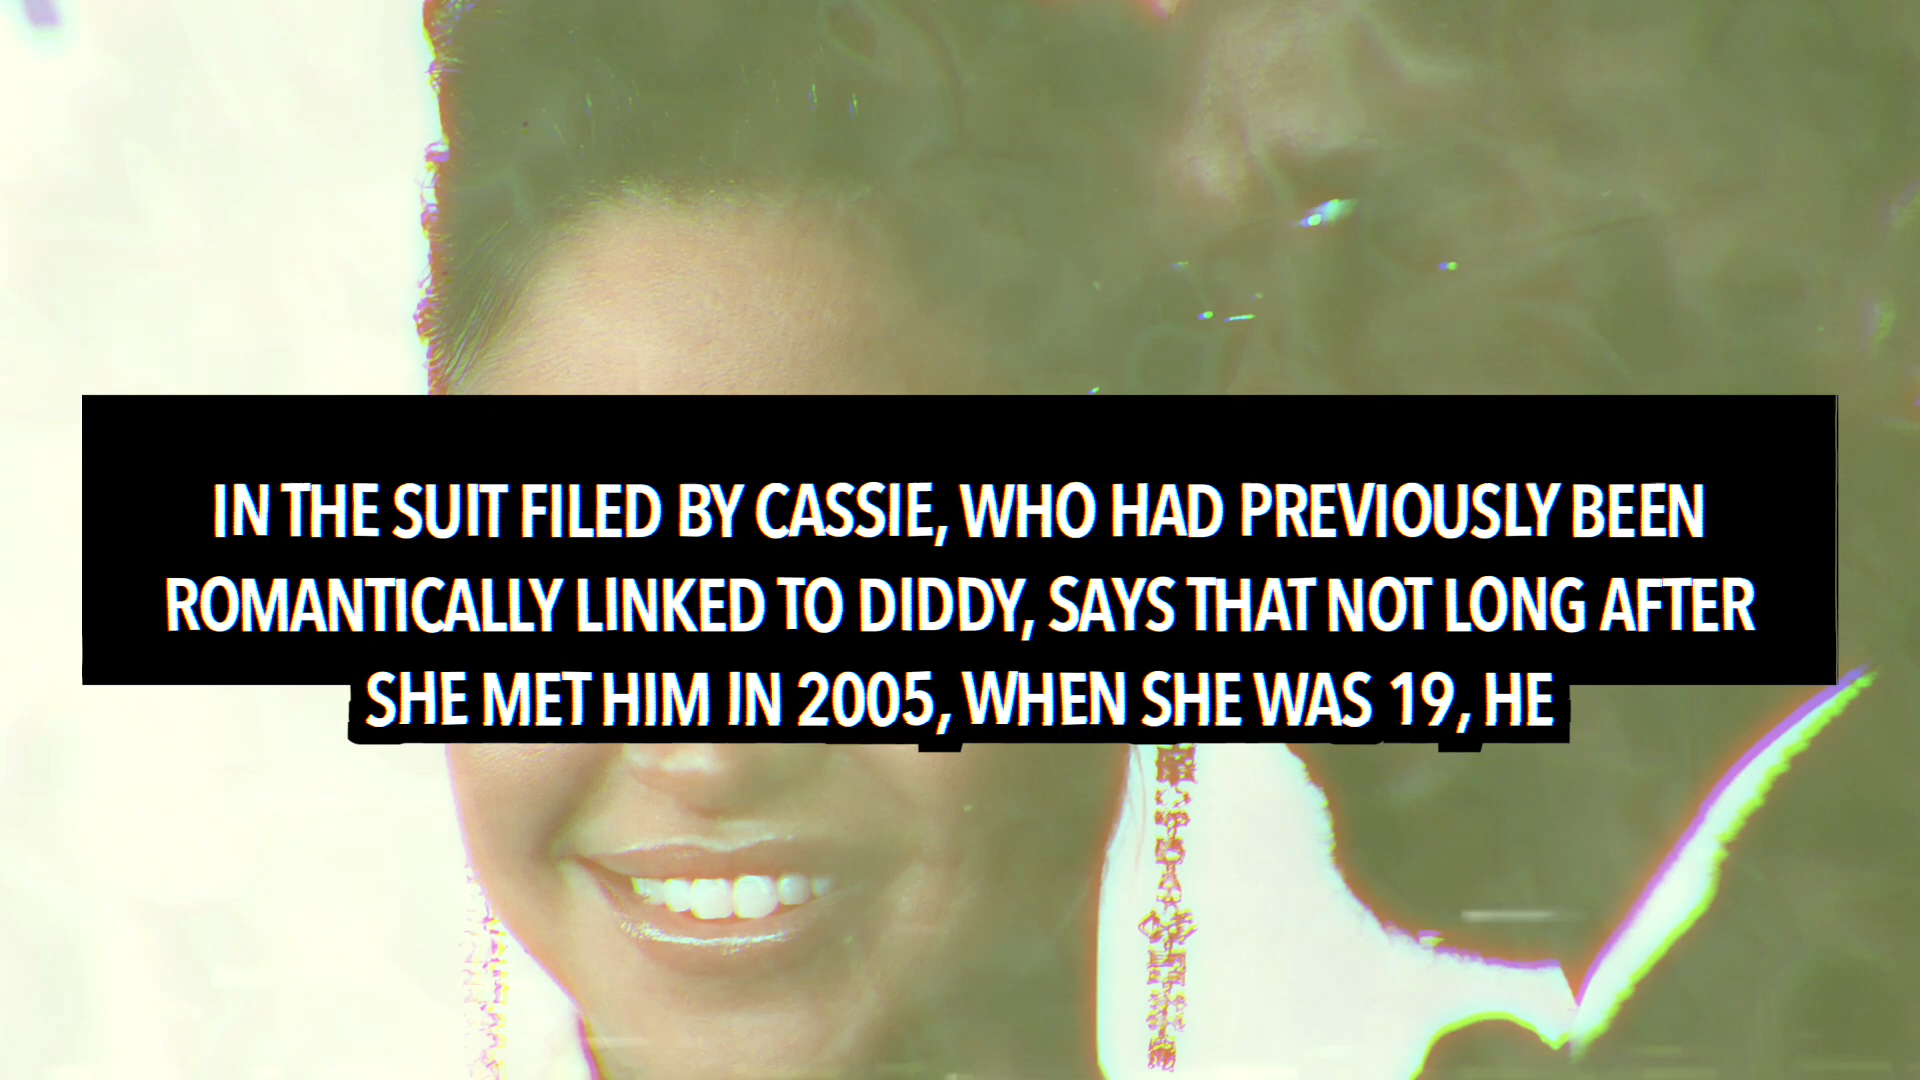 IN THE SUIT FILED BY CASSIE, WHO HAD PREVIOUSLY BEEN
ROMANTICALLY LINKED TO DIDDY, SAYS THAT NOT LONG AFTER
SHE MET HIM IN 2005, WHEN SHE WAS 19, HE